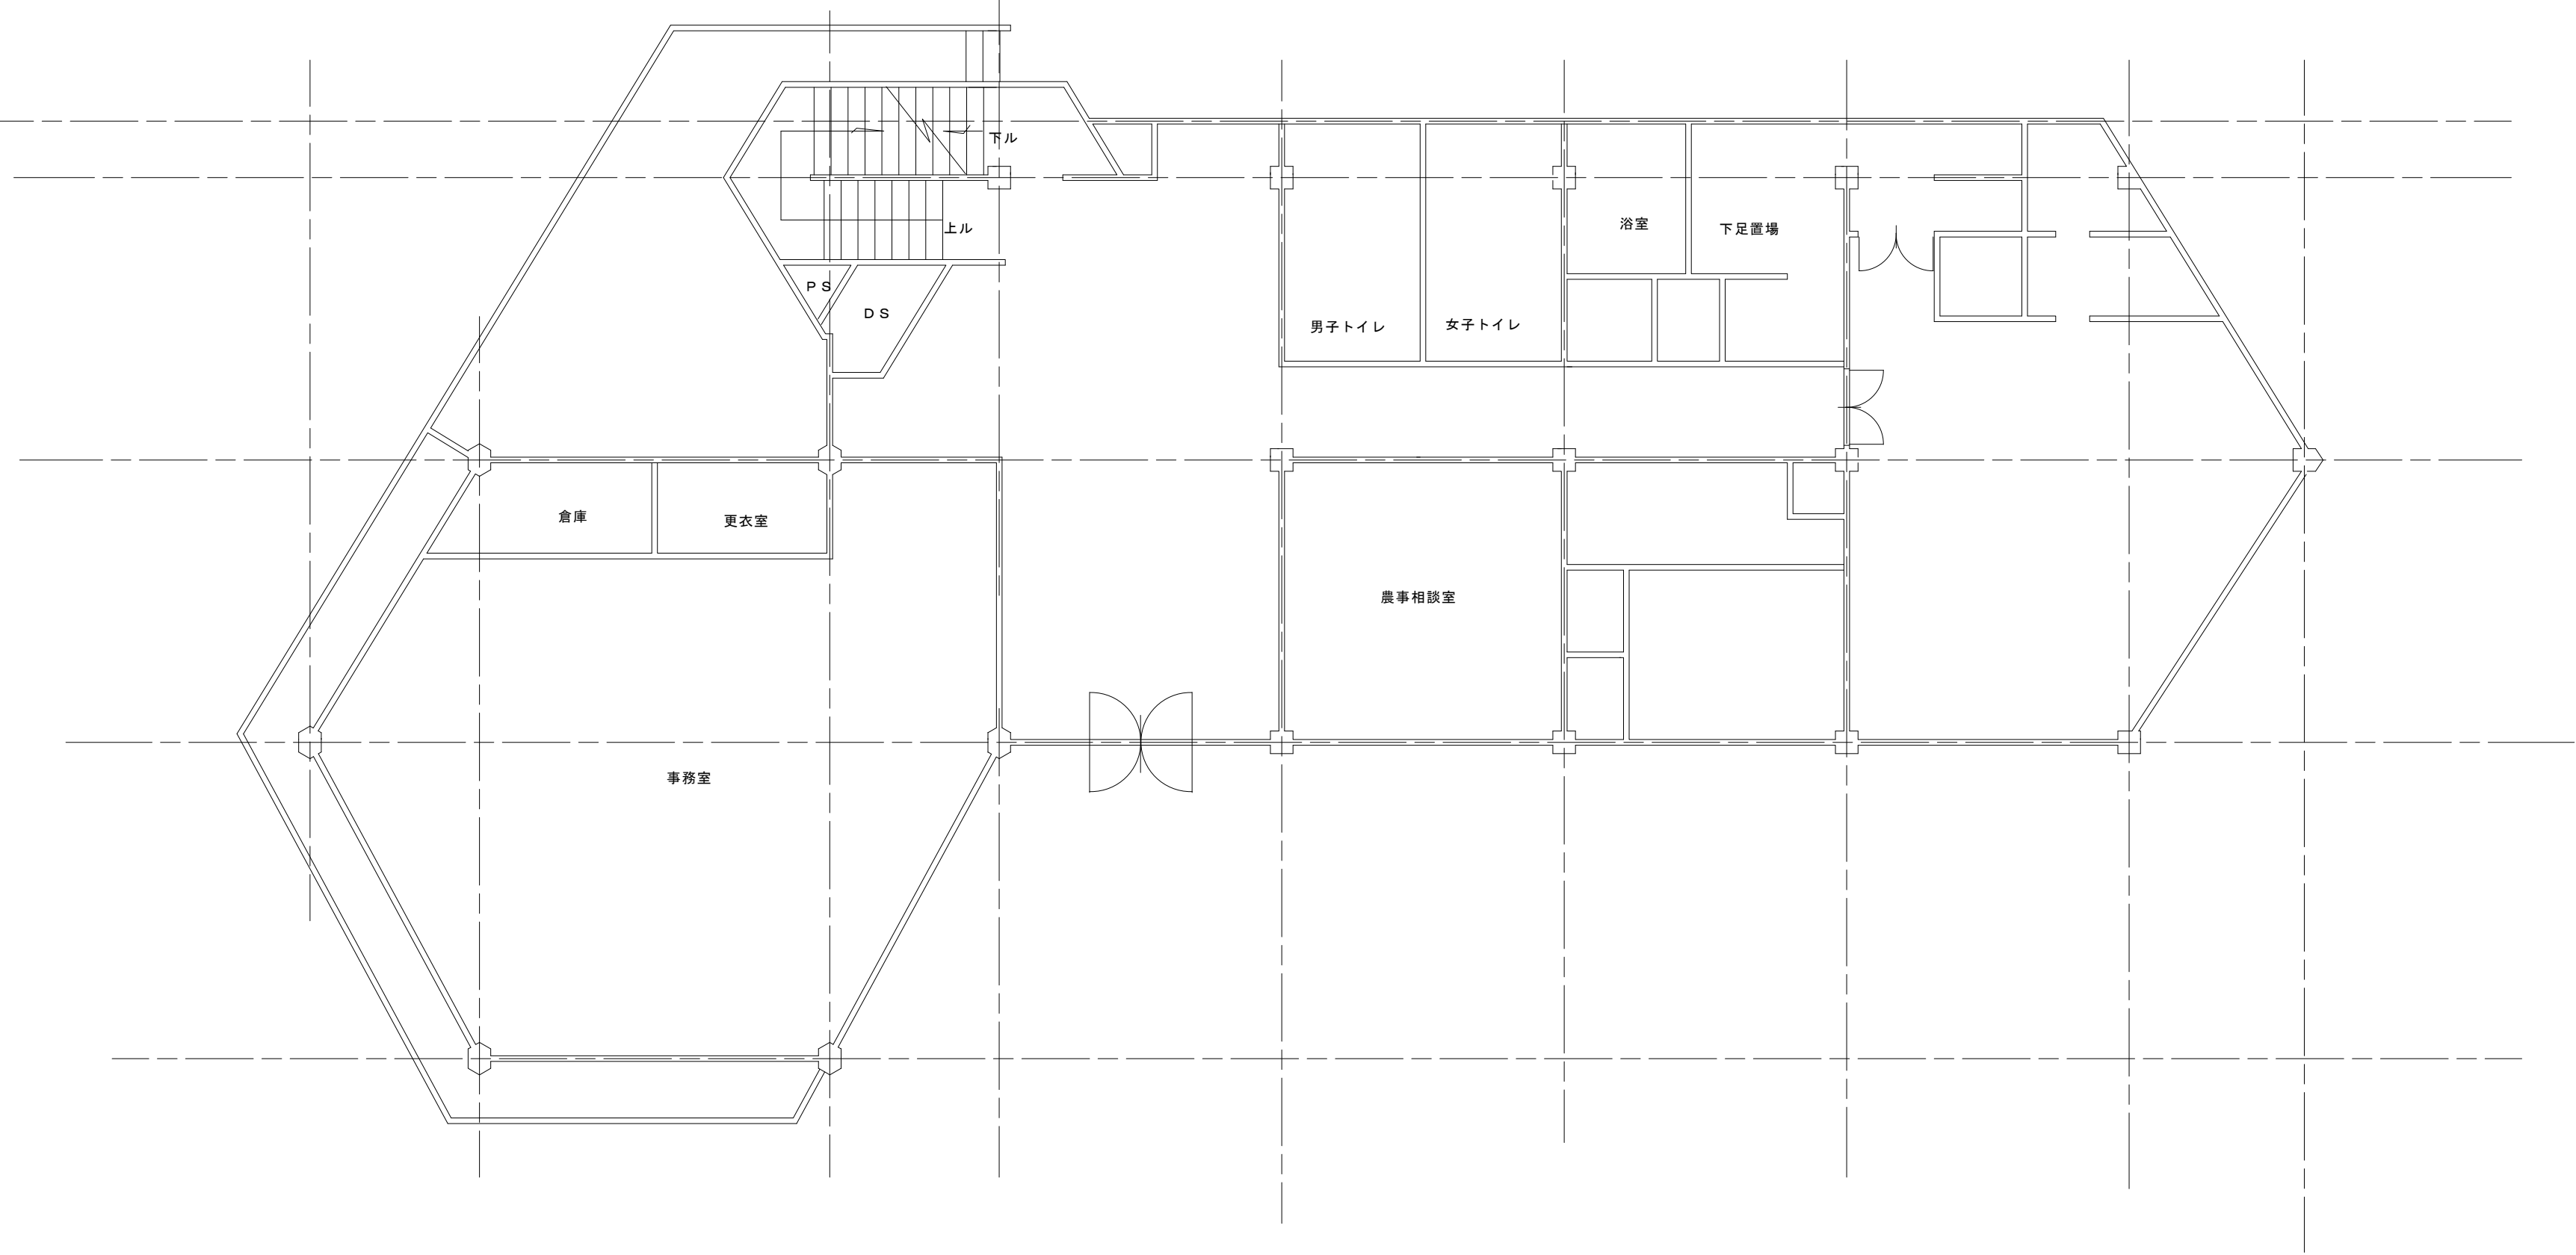 下ル
上ル
浴室
下足置場
ＰＳ
ＤＳ
男子トイレ
女子トイレ
倉庫
更衣室
農事相談室
事務室